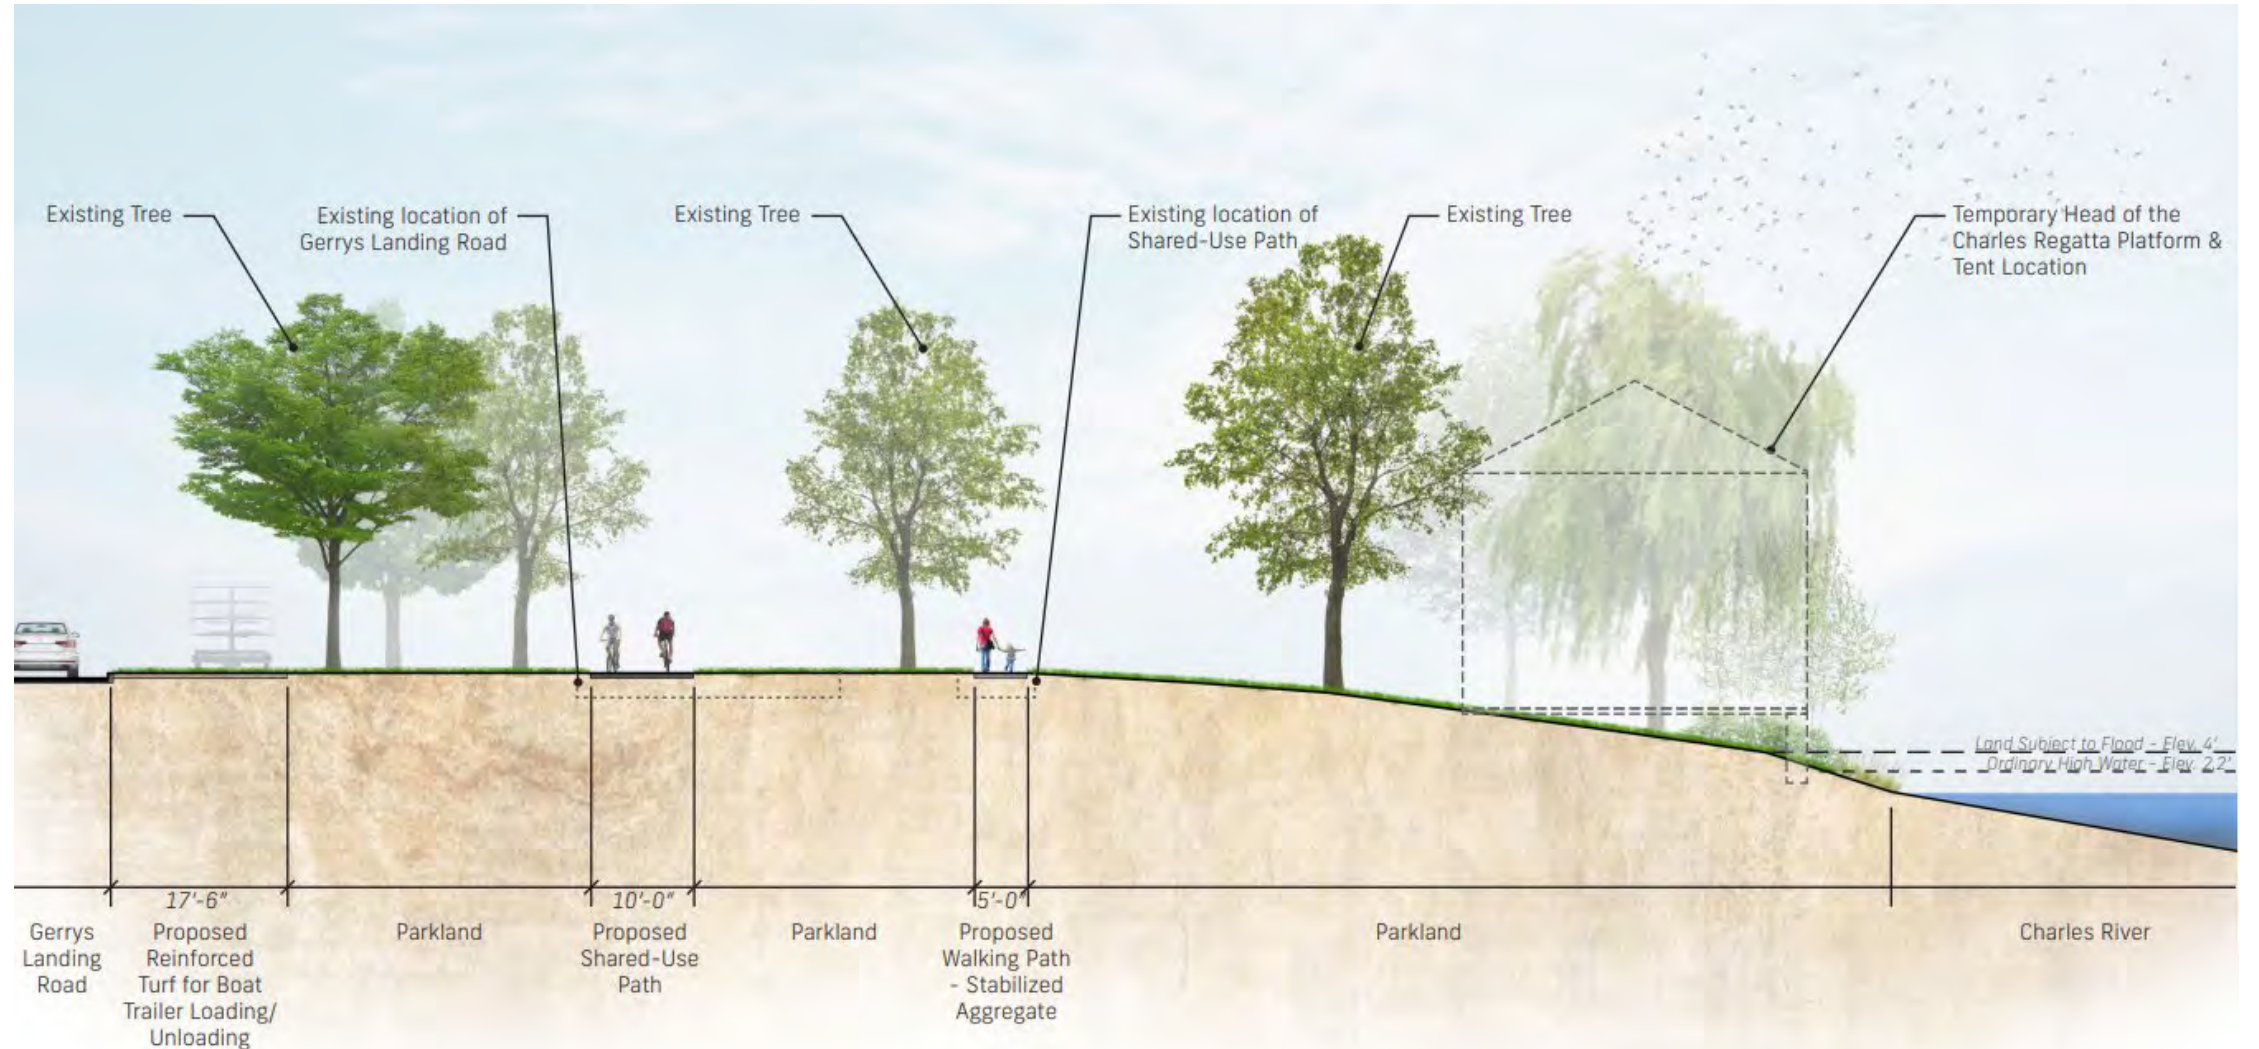 Existing Tree
Existing location of
Gerrys Landing Road
Existing Tree
Existing location of
Shared-Use Path
Existing Tree
Temporary Head of the
Charles Regatta Platform &
Tent Location
Land Subject to Flood - Elev. 4'
Ordinary High Water - Elev. 2.2'
17'-6"
10'-0"
5'-0"
Gerrys
Landing
Road
Proposed
Reinforced
Turf for Boat
Trailer Loading/
Unloading
Parkland
Proposed
Shared-Use
Path
Parkland
Proposed
Walking Path
- Stabilized
Aggregate
Parkland
Charles River